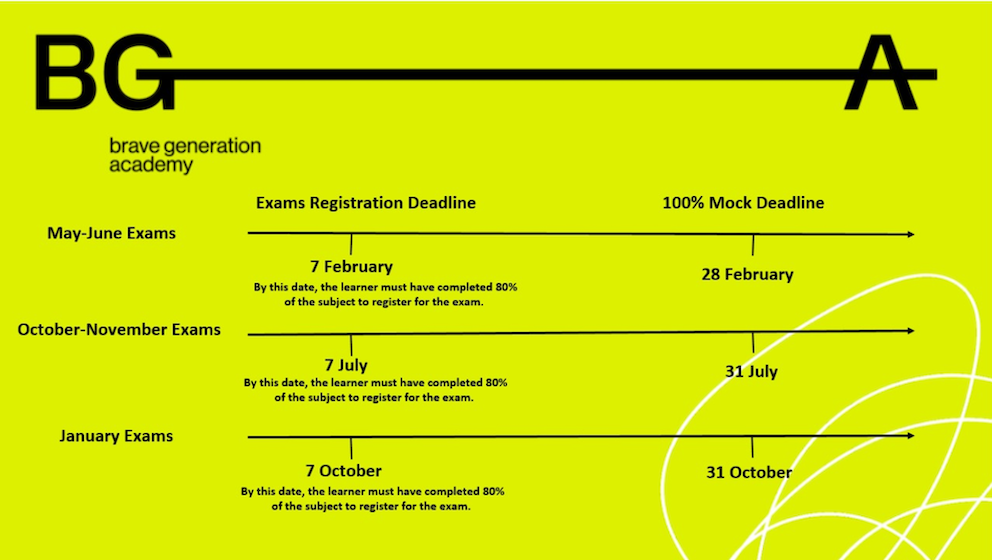 BG A
brave generation
academy
Exams Registration Deadline
100% Mock Deadline
May-June Exams
7 February
28 February
By this date, the learner must have completed 80%
of the subject to register for the exam.
October-November Exams
7 July
31 July
By this date, the learner must have completed 80%
of the subject to register for the exam.
January Exams
7 October
31 October
By this date, the learner must have completed 80%
of the subject to register for the exam.